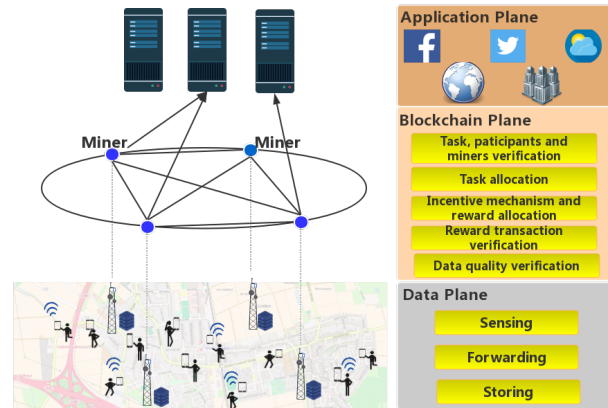 Application Plane
Miner
Miner
Blockchain Plane
Task, paticipants and
miners verification
Task allocation
Incentive mechanism and
reward allocation
Reward transaction
verification
Data quality verification
Data Plane
Sensing
Forwarding
Storing